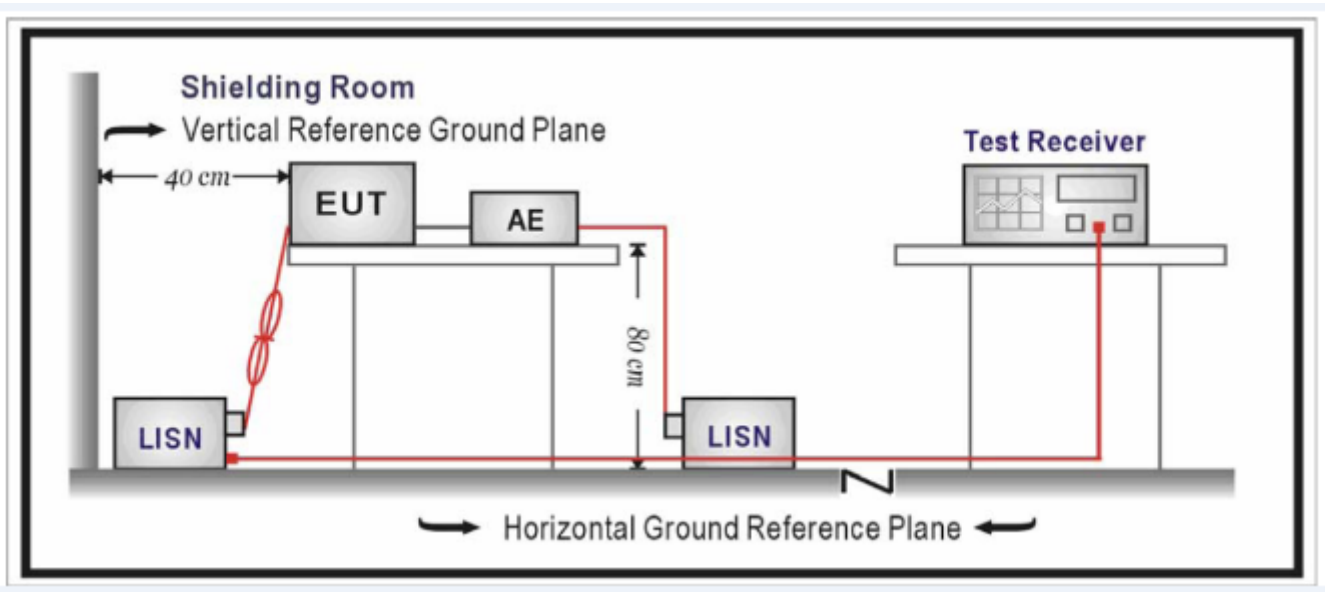 Shielding Room
Vertical Reference Ground Plane
Test Receiver
40 cm
EUT
AE
80 cm
LISN
LISN
Horizontal Ground Reference Plane